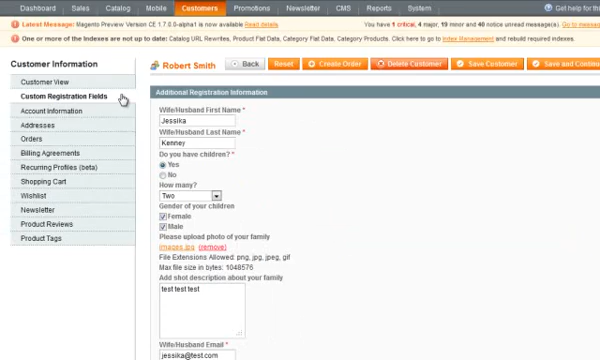 Dashboard Sales Catalog Mobile Customers Promotions Newsletter CMS Reports System Get help for
Latest Message: Magento Preview Version CE 1.7.0.0-alpha1 is now available Read details You have 1 critical, 4 major, 19 minor and 40 notice unread message(s). Go to messa
One or more of the Indexes are not up to date: Catalog URL Rewrites, Product Flat Data, Category Flat Data, Category Products. Click here to go to Index Management and rebuild required indexes.
Customer Information
Customer View
Custom Registration Fields
Account Information
Addresses
Orders
Billing Agreements
Recurring Profiles (beta)
Shopping Cart
Wishlist
Newsletter
Product Reviews
Product Tags
Robert Smith Back Reset Create Order Delete Customer Save Customer Save and Continu
Additional Registration Information
Wife/Husband First Name *
Jessika
Wife/Husband Last Name *
Kenney
Do you have children? *
Yes
No
How many?
Two
Gender of your children
Female
Male
Please upload photo of your family
images.jpg (remove)
File Extensions Allowed: png, jpg, jpeg, gif
Max file size in bytes: 1048576
Add shot description about your family
test test test
Wife/Husband Email *
jessika@test.com